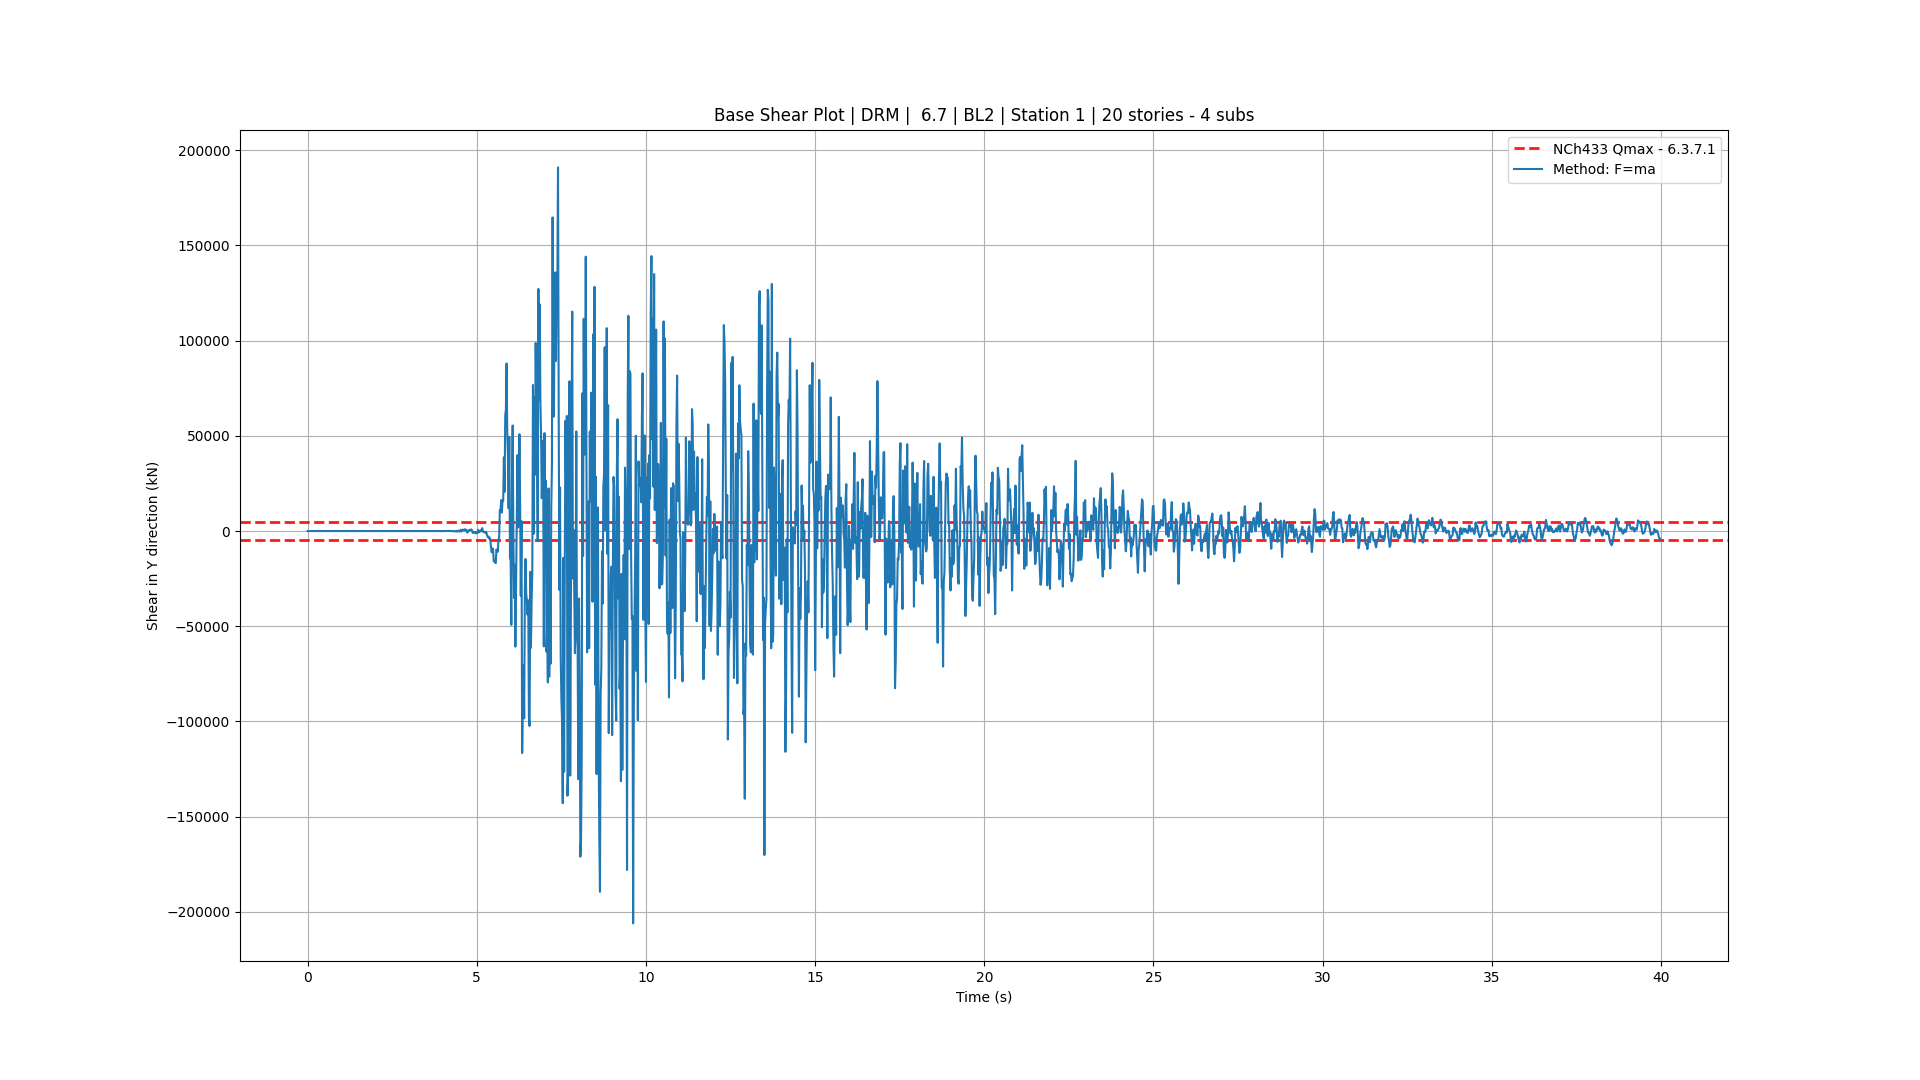 Base Shear Plot | DRM |  6.7 | BL2 | Station 1 | 20 stories - 4 subs
NCh433 Qmax - 6.3.7.1
Method: F=ma
Shear in Y direction (kN)
200000
150000
100000
50000
0
−50000
−100000
−150000
−200000
0 5 10 15 20 25 30 35 40
Time (s)